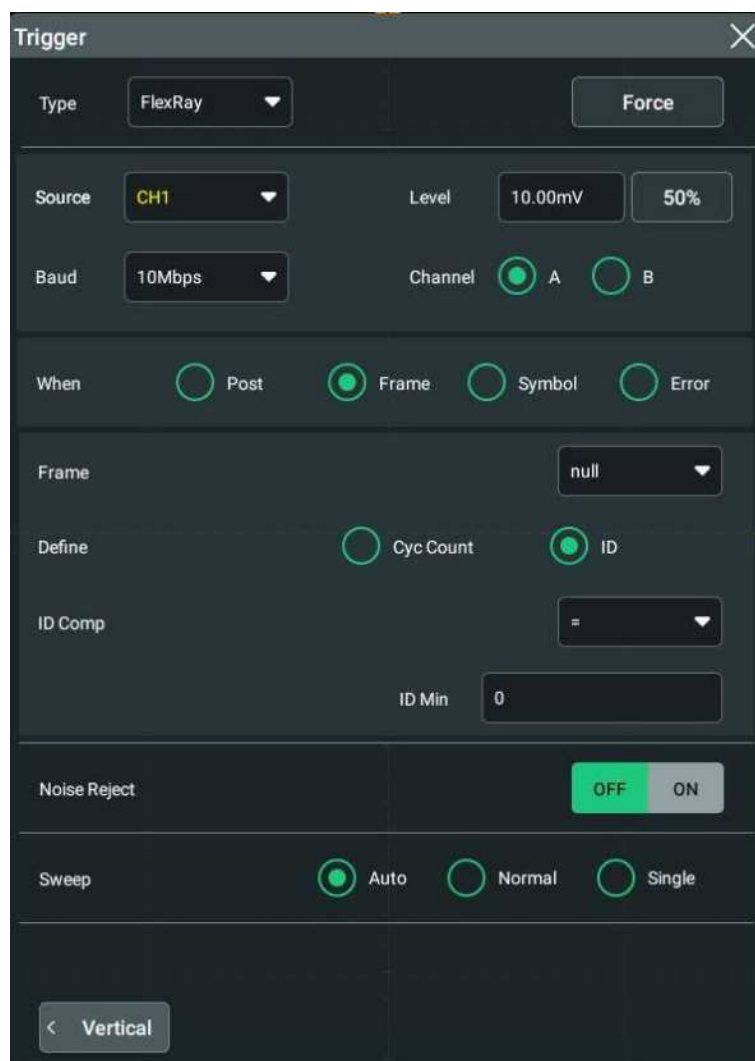 Trigger
Type FlexRay Force
Source CH1 Level 10.00mV 50%
Baud 10Mbps Channel A B
When Post Frame Symbol Error
Frame null
Define Cyc Count ID
ID Comp =
ID Min 0
Noise Reject OFF ON
Sweep Auto Normal Single
< Vertical